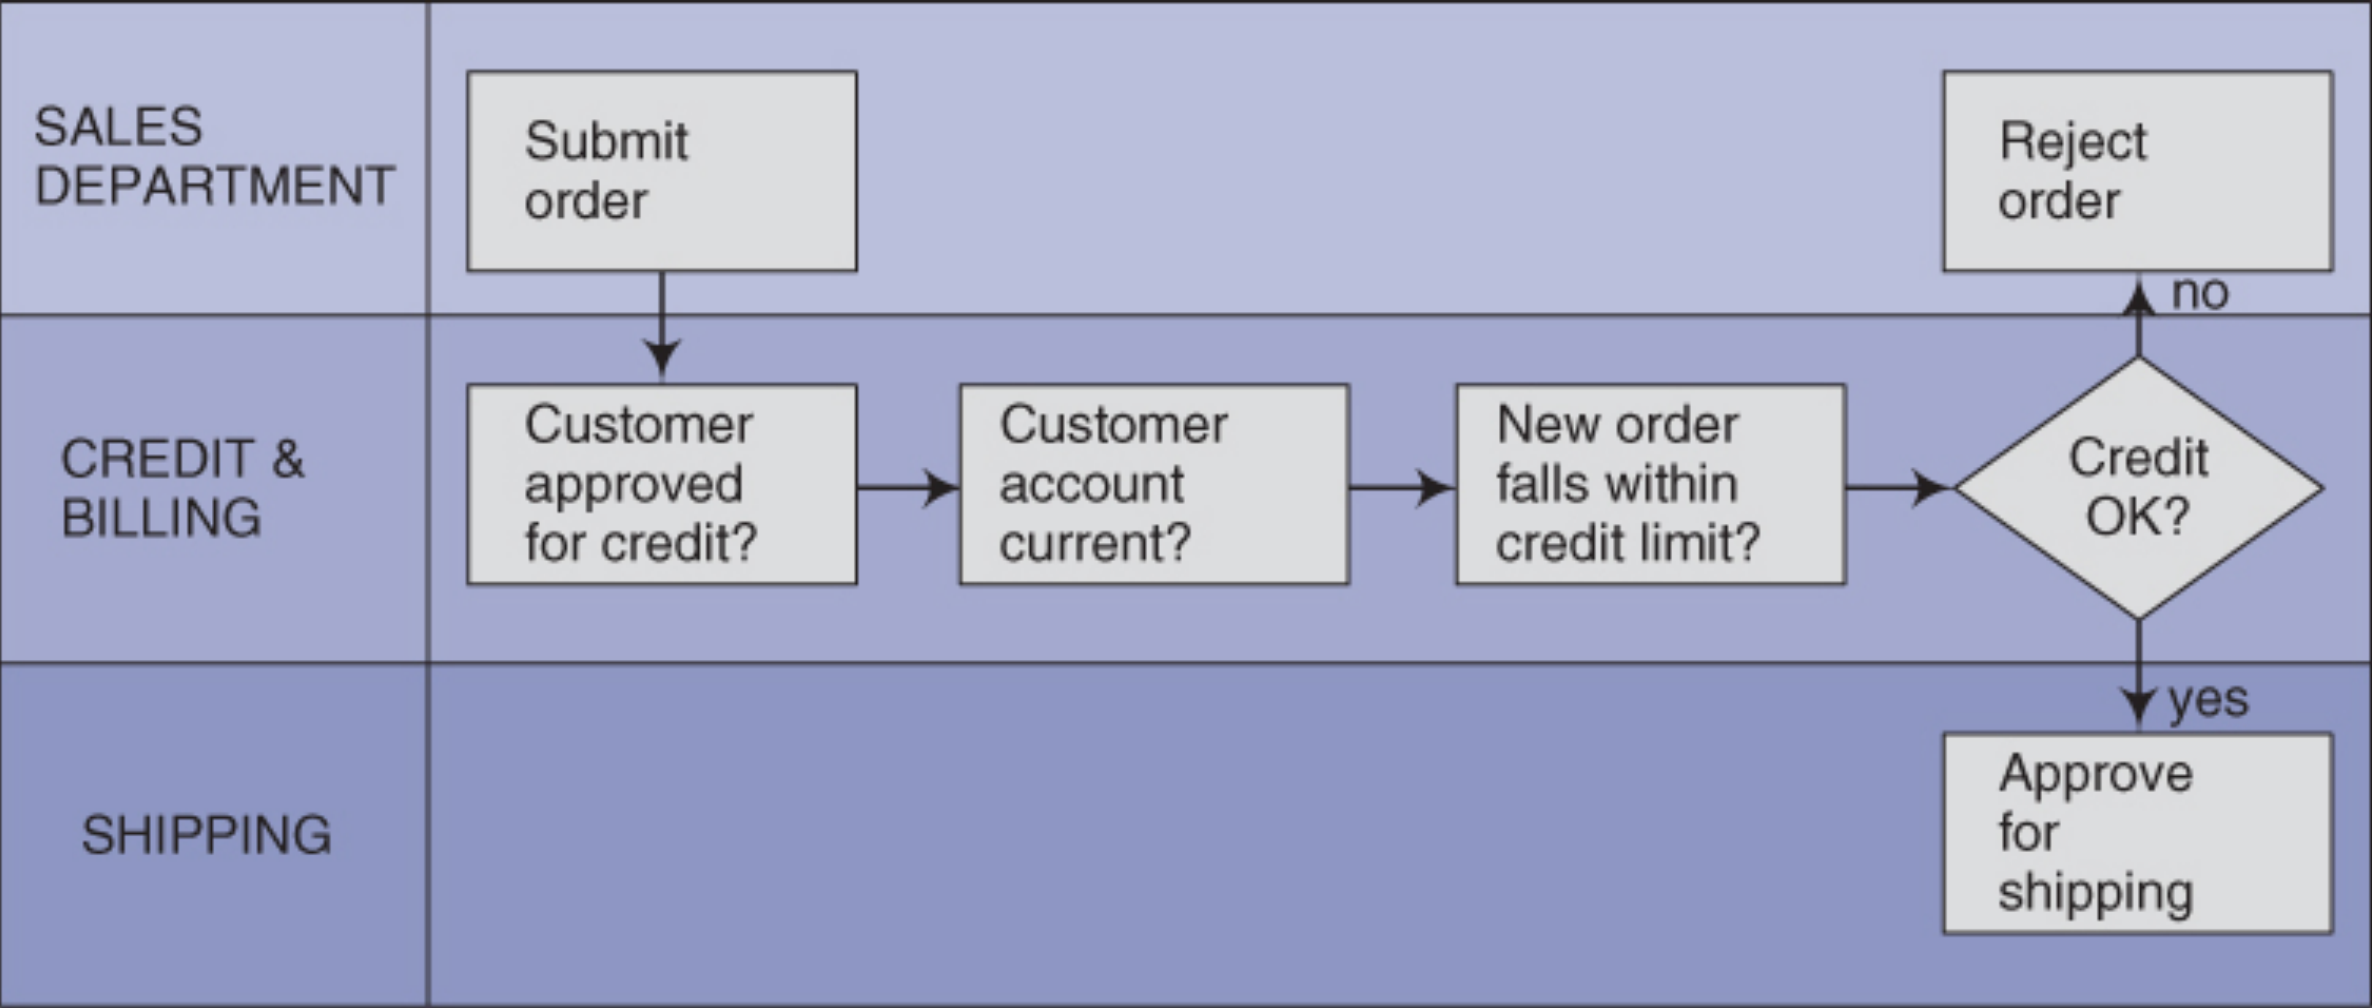 SALES
DEPARTMENT
Submit
order
Reject
order
no
CREDIT &
BILLING
Customer
approved
for credit?
Customer
account
current?
New order
falls within
credit limit?
Credit
OK?
yes
SHIPPING
Approve
for
shipping